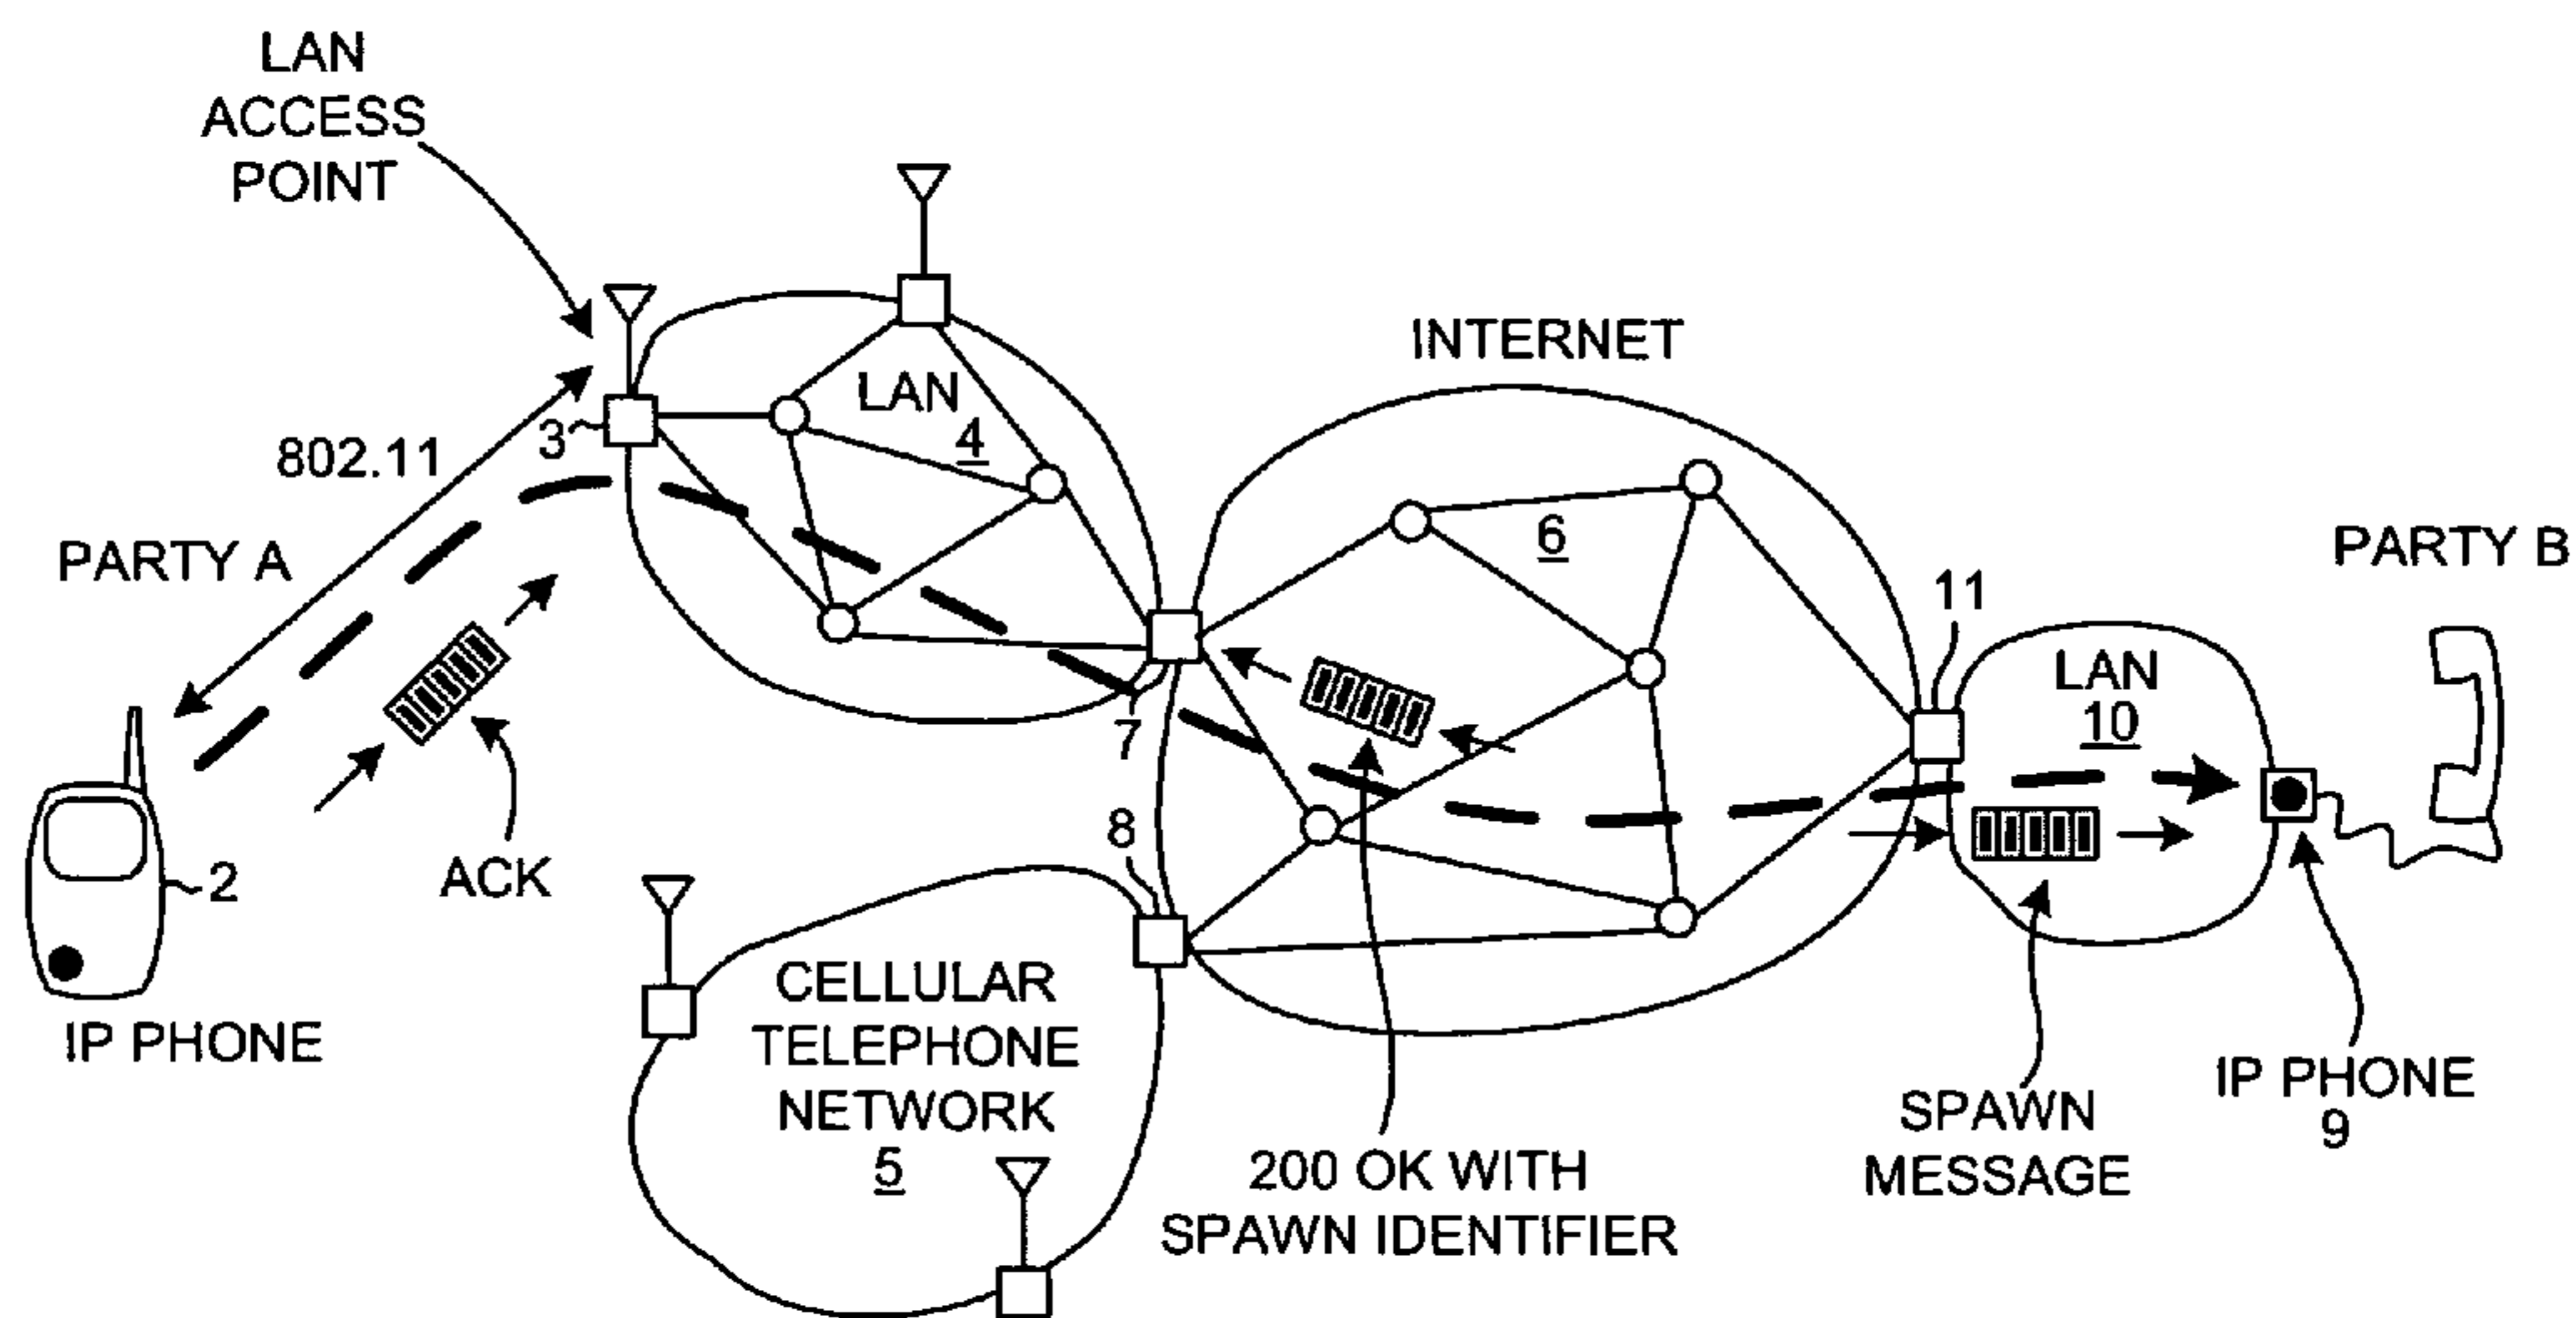 LAN
ACCESS
POINT
INTERNET
LAN
4
3
802.11
6
PARTY A
PARTY B
11
LAN
10
7
8
2
ACK
CELLULAR
TELEPHONE
NETWORK
5
IP PHONE
200 OK WITH
SPAWN IDENTIFIER
SPAWN
MESSAGE
IP PHONE
9